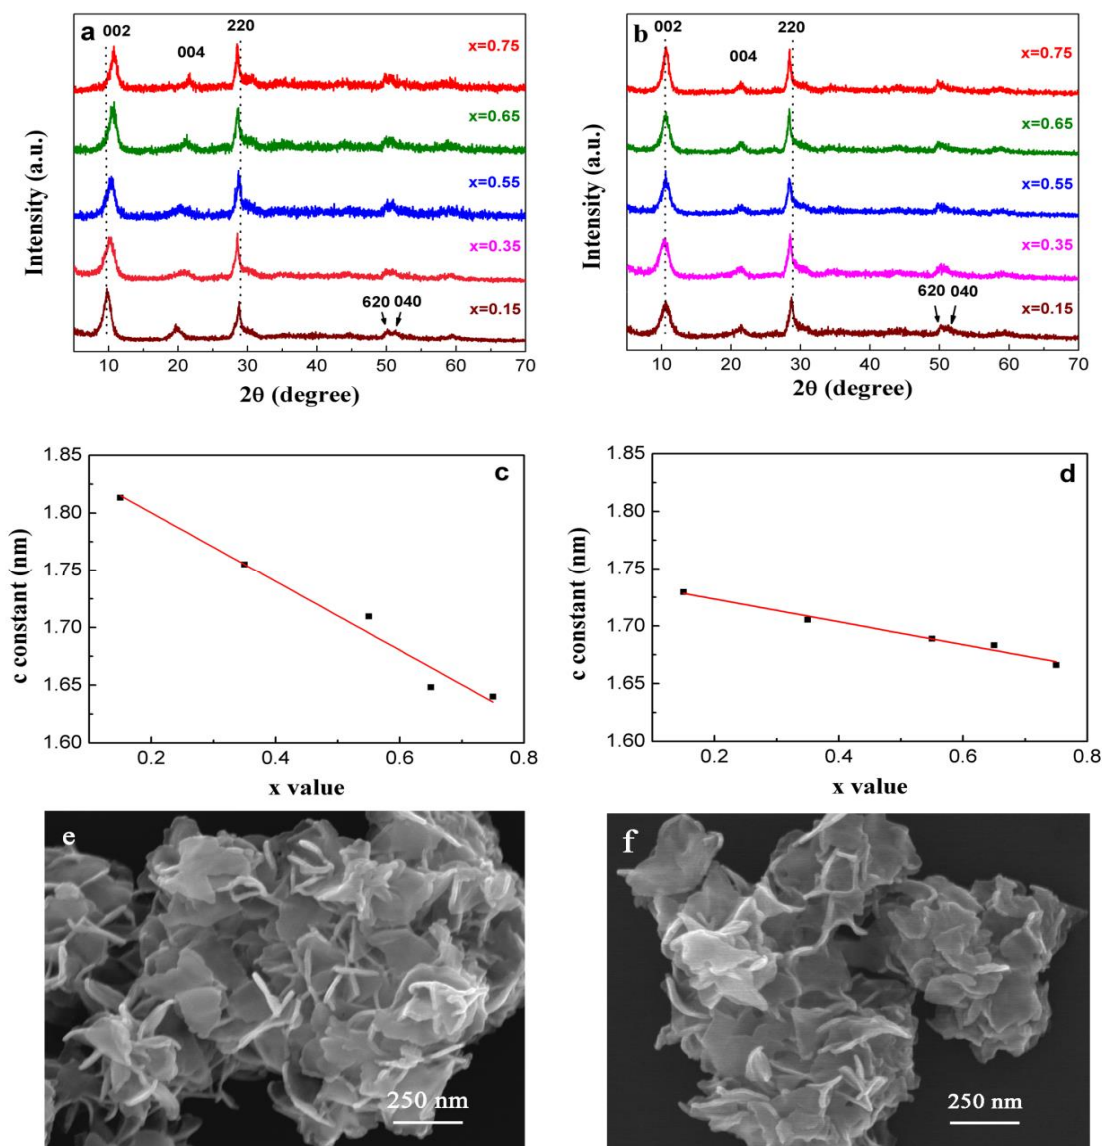 a
002
004
220
x=0.75
x=0.65
x=0.55
x=0.35
620 040
x=0.15
Intensity (a.u.)
10 20 30 40 50 60 70
2θ (degree)
b
002
004
220
x=0.75
x=0.65
x=0.55
x=0.35
620 040
x=0.15
Intensity (a.u.)
10 20 30 40 50 60 70
2θ (degree)
c
1.85
1.80
1.75
1.70
1.65
1.60
c constant (nm)
0.2 0.4 0.6 0.8
x value
d
1.85
1.80
1.75
1.70
1.65
1.60
c constant (nm)
0.2 0.4 0.6 0.8
x value
e
250 nm
f
250 nm